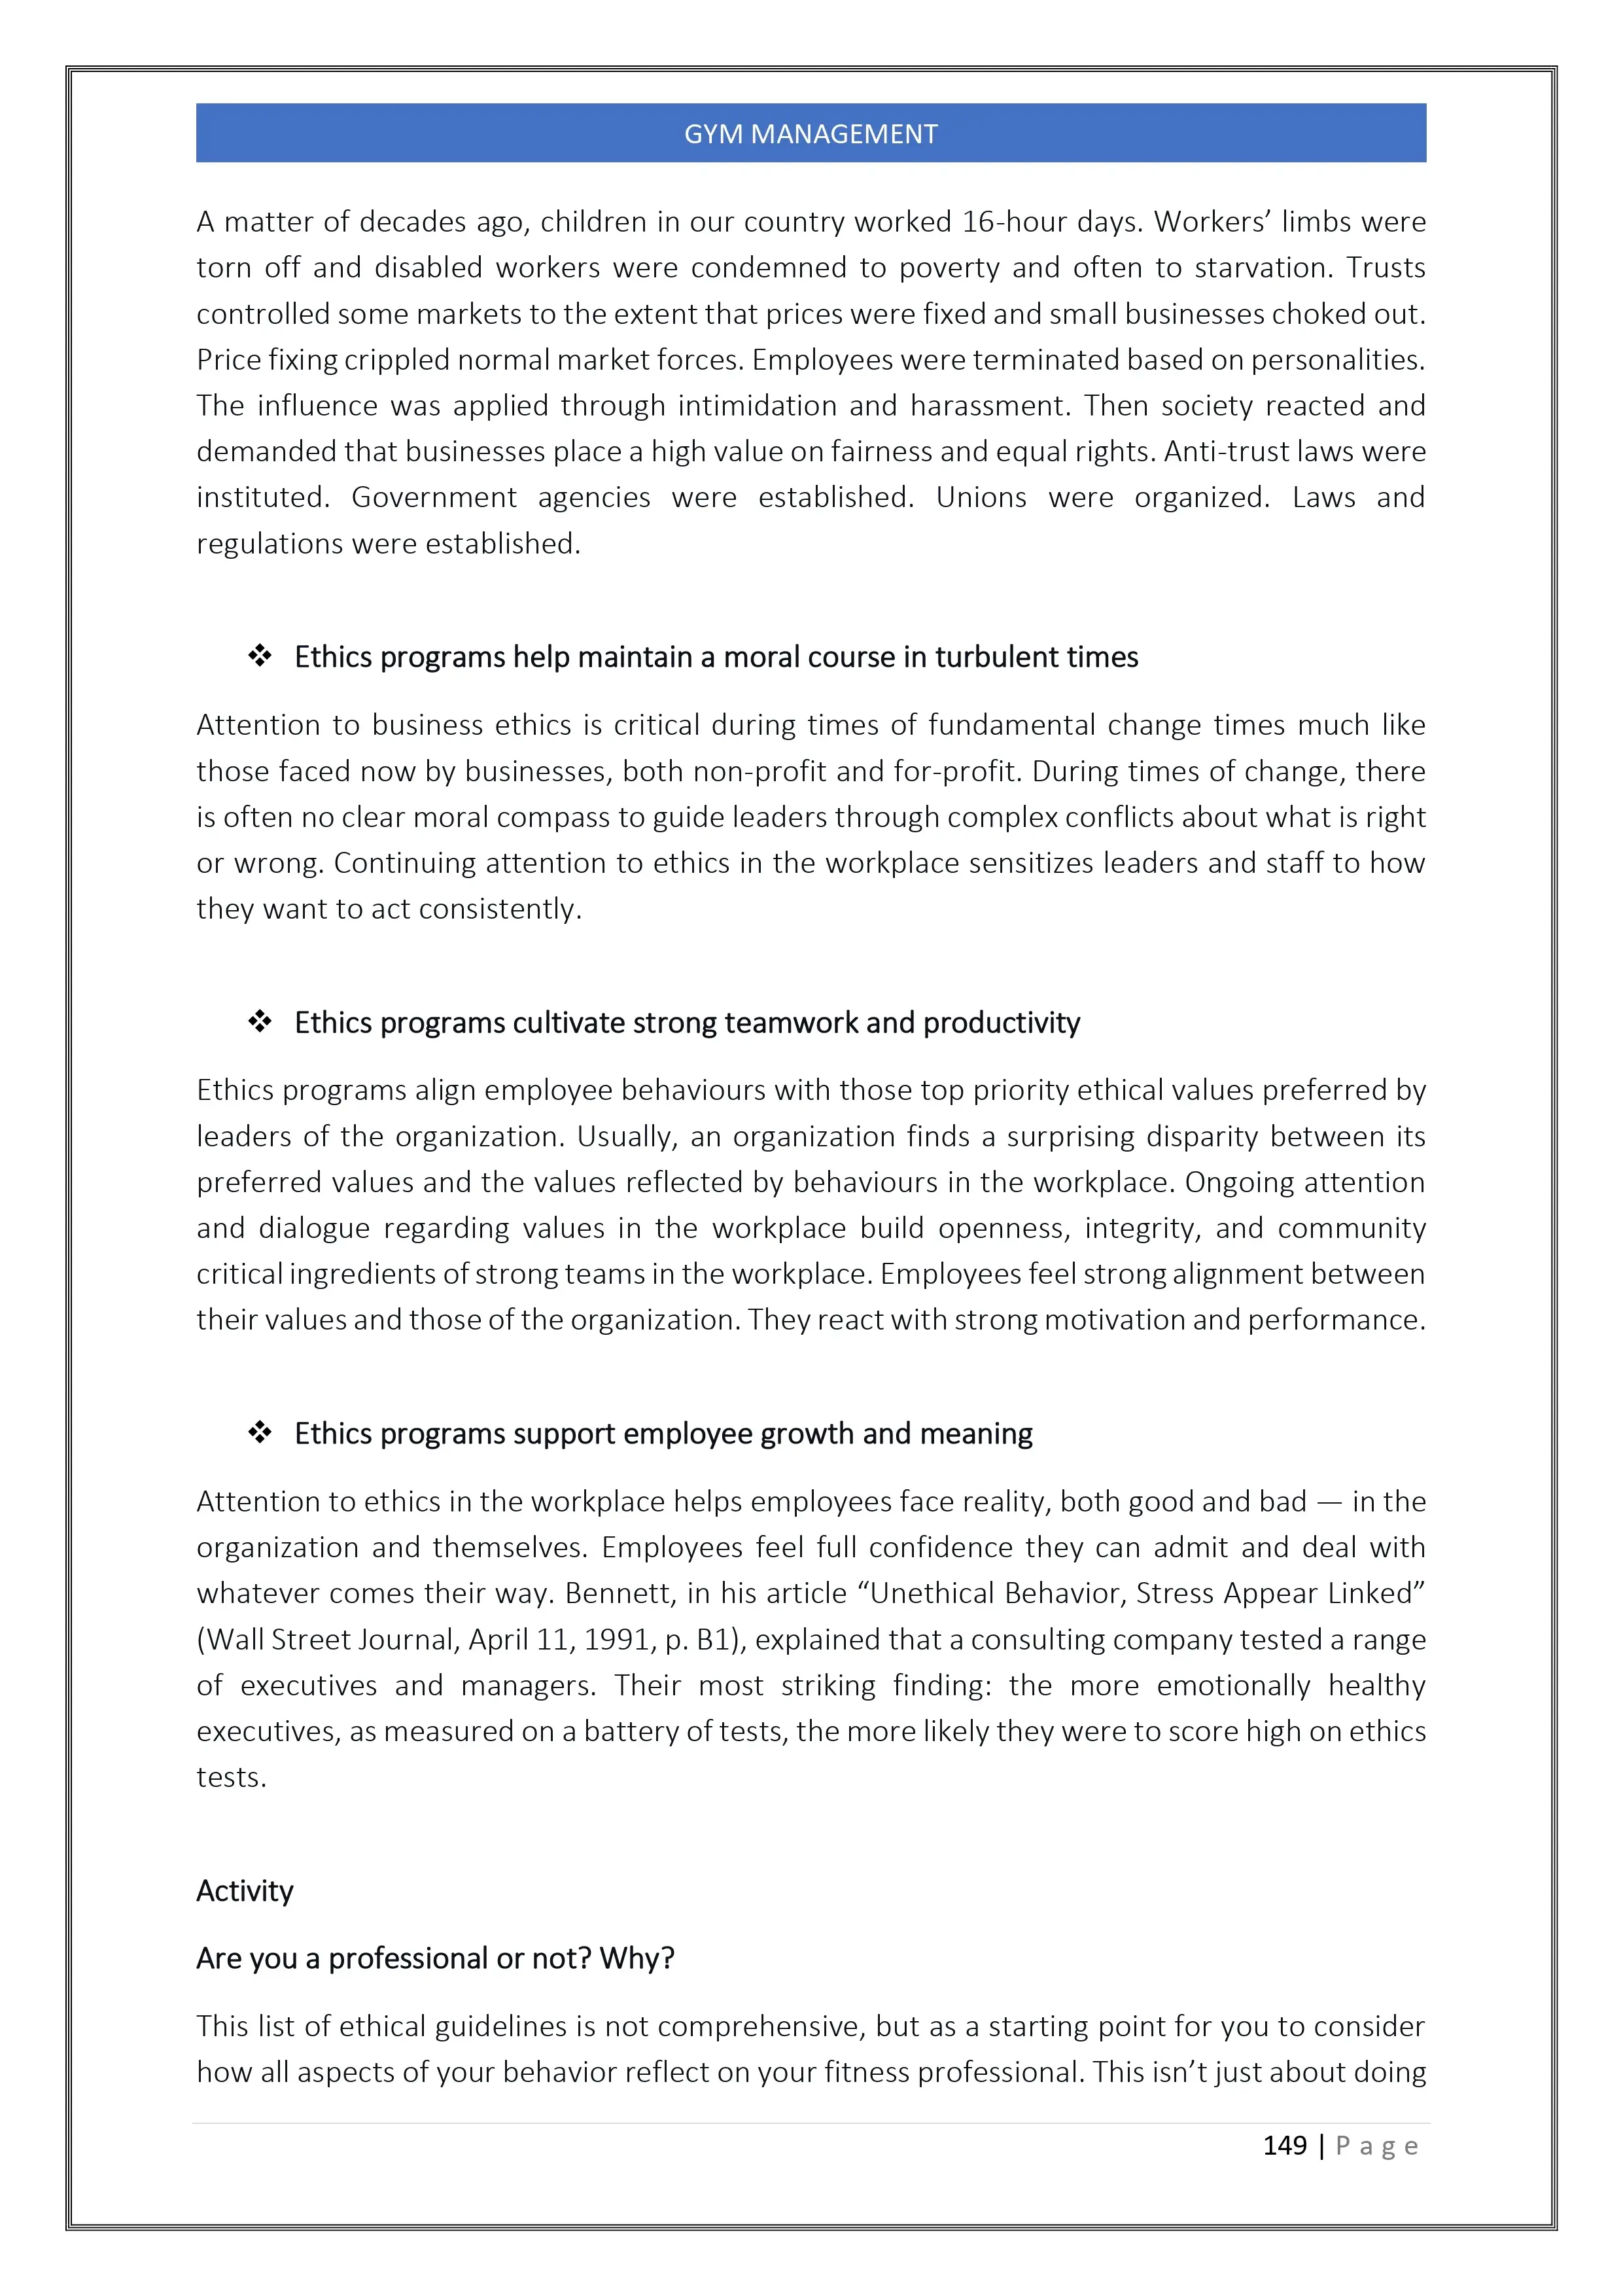 GYM MANAGEMENT
A matter of decades ago, children in our country worked 16-hour days. Workers’ limbs were
torn off and disabled workers were condemned to poverty and often to starvation. Trusts
controlled some markets to the extent that prices were fixed and small businesses choked out.
Price fixing crippled normal market forces. Employees were terminated based on personalities.
The influence was applied through intimidation and harassment. Then society reacted and
demanded that businesses place a high value on fairness and equal rights. Anti-trust laws were
instituted. Government agencies were established. Unions were organized. Laws and
regulations were established.
❖ Ethics programs help maintain a moral course in turbulent times
Attention to business ethics is critical during times of fundamental change times much like
those faced now by businesses, both non-profit and for-profit. During times of change, there
is often no clear moral compass to guide leaders through complex conflicts about what is right
or wrong. Continuing attention to ethics in the workplace sensitizes leaders and staff to how
they want to act consistently.
❖ Ethics programs cultivate strong teamwork and productivity
Ethics programs align employee behaviours with those top priority ethical values preferred by
leaders of the organization. Usually, an organization finds a surprising disparity between its
preferred values and the values reflected by behaviours in the workplace. Ongoing attention
and dialogue regarding values in the workplace build openness, integrity, and community
critical ingredients of strong teams in the workplace. Employees feel strong alignment between
their values and those of the organization. They react with strong motivation and performance.
❖ Ethics programs support employee growth and meaning
Attention to ethics in the workplace helps employees face reality, both good and bad — in the
organization and themselves. Employees feel full confidence they can admit and deal with
whatever comes their way. Bennett, in his article “Unethical Behavior, Stress Appear Linked”
(Wall Street Journal, April 11, 1991, p. B1), explained that a consulting company tested a range
of executives and managers. Their most striking finding: the more emotionally healthy
executives, as measured on a battery of tests, the more likely they were to score high on ethics
tests.
Activity
Are you a professional or not? Why?
This list of ethical guidelines is not comprehensive, but as a starting point for you to consider
how all aspects of your behavior reflect on your fitness professional. This isn’t just about doing
149 | Page